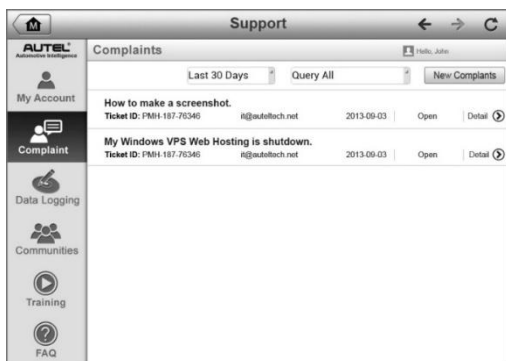 M
Support
AUTEL®
Automotive Intelligence
Complaints
Hello, John
Last 30 Days
Query All
New Complants
My Account
How to make a screenshot.
Ticket ID: PMH-187-76346 it@auteltech.net 2013-09-03 Open Detail
Complaint
My Windows VPS Web Hosting is shutdown.
Ticket ID: PMH-187-76346 it@auteltech.net 2013-09-03 Open Detail
Data Logging
Communities
Training
?
FAQ